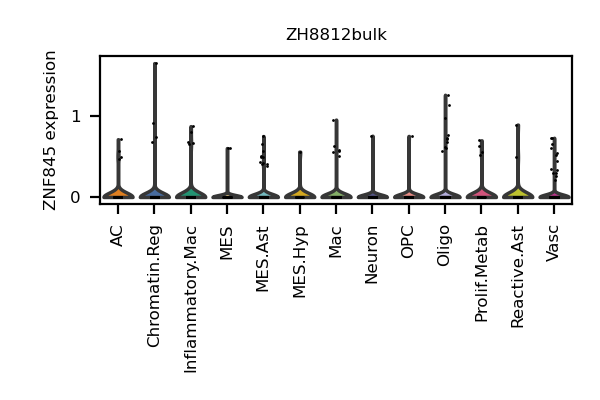 ZH8812bulk
ZNF845 expression
1
0
AC
Chromatin.Reg
Inflammatory.Mac
MES
MES.Ast
MES.Hyp
Mac
Neuron
OPC
Oligo
Prolif.Metab
Reactive.Ast
Vasc